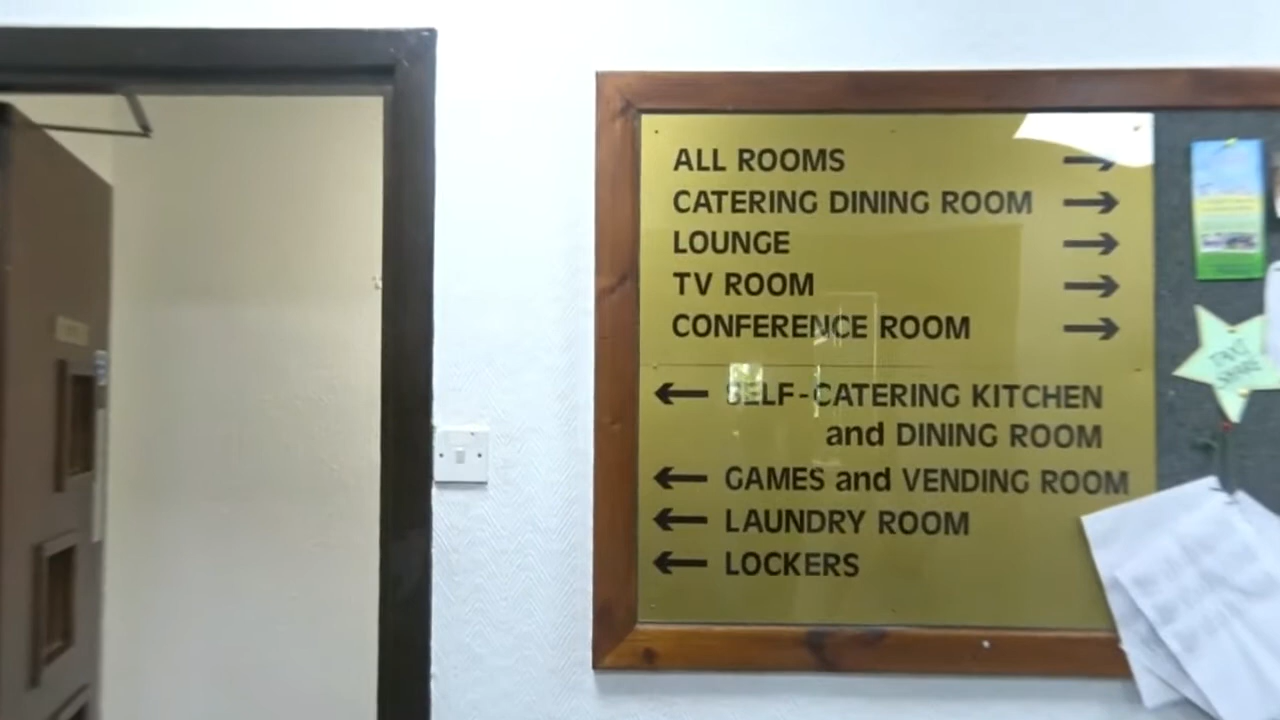 ALL ROOMS →
CATERING DINING ROOM →
LOUNGE →
TV ROOM →
CONFERENCE ROOM →
← SELF-CATERING KITCHEN
and DINING ROOM
← GAMES and VENDING ROOM
← LAUNDRY ROOM
← LOCKERS